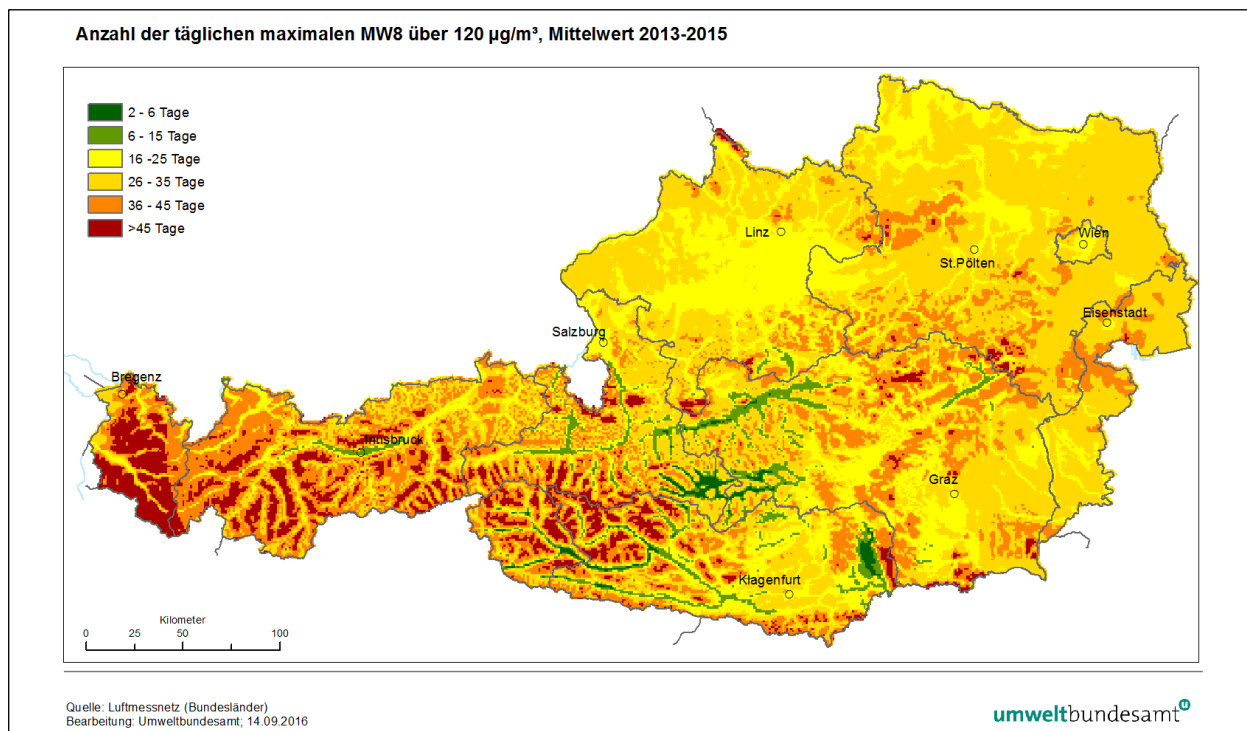 Anzahl der täglichen maximalen MW8 über 120 µg/m³, Mittelwert 2013-2015
2 - 6 Tage
6 - 15 Tage
16 -25 Tage
26 - 35 Tage
36 - 45 Tage
>45 Tage
Linz
Wien
St.Pölten
Eisenstadt
Salzburg
Bregenz
Innsbruck
Graz
Klagenfurt
Kilometer
0 25 50 100
Quelle: Luftmessnetz (Bundesländer)
Bearbeitung: Umweltbundesamt; 14.09.2016
umweltbundesamt u